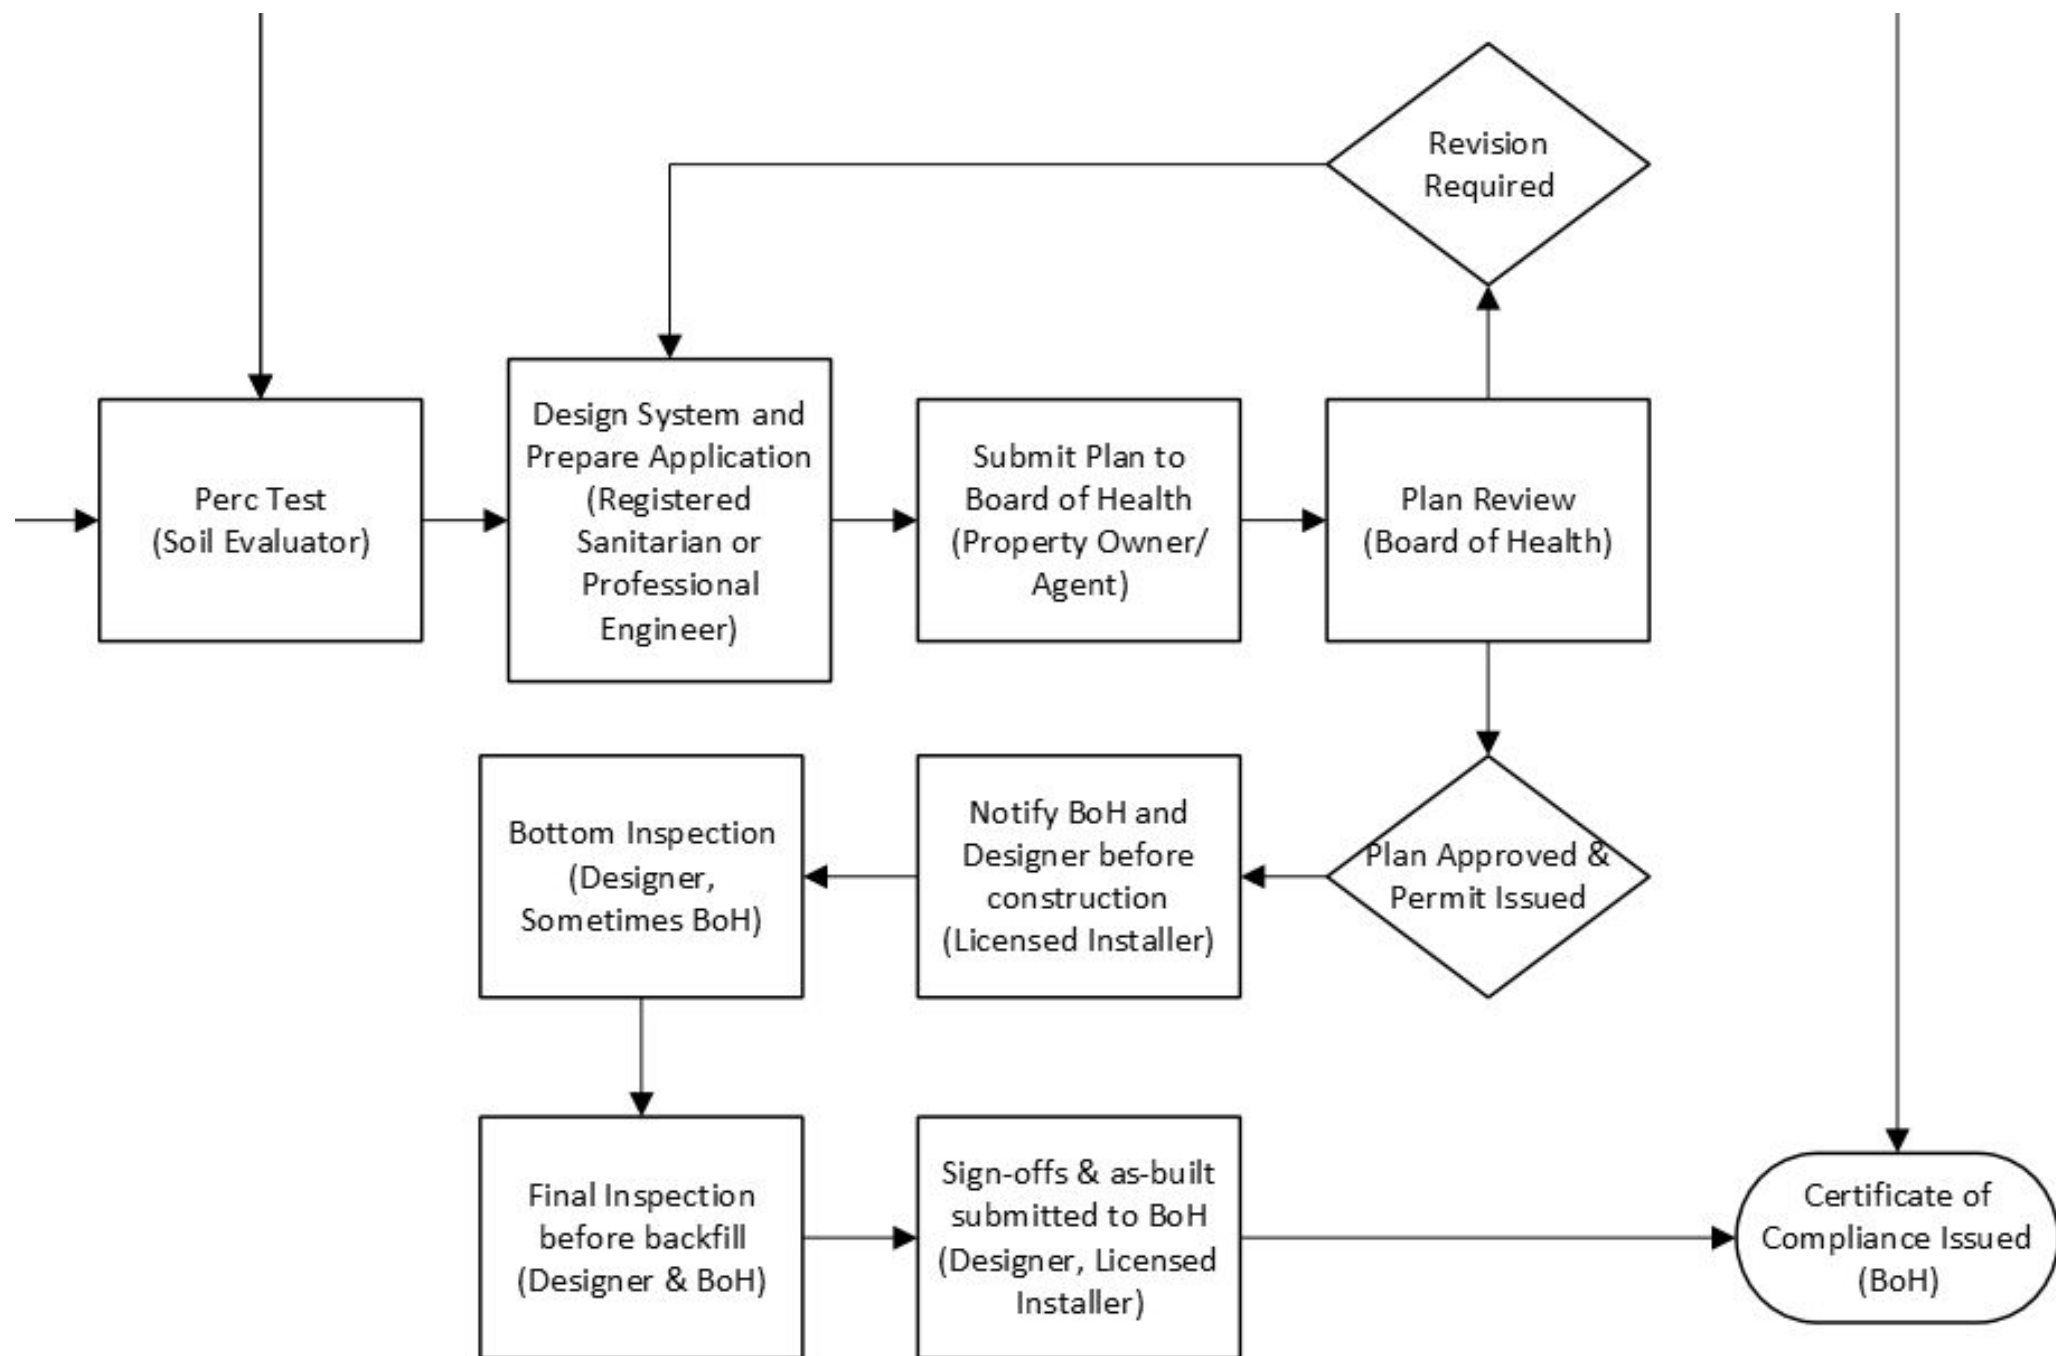 Revision
Required
Perc Test
(Soil Evaluator)
Design System and
Prepare Application
(Registered
Sanitarian or
Professional
Engineer)
Submit Plan to
Board of Health
(Property Owner/
Agent)
Plan Review
(Board of Health)
Bottom Inspection
(Designer,
Sometimes BoH)
Notify BoH and
Designer before
construction
(Licensed Installer)
Plan Approved &
Permit Issued
Final Inspection
before backfill
(Designer & BoH)
Sign-offs & as-built
submitted to BoH
(Designer, Licensed
Installer)
Certificate of
Compliance Issued
(BoH)